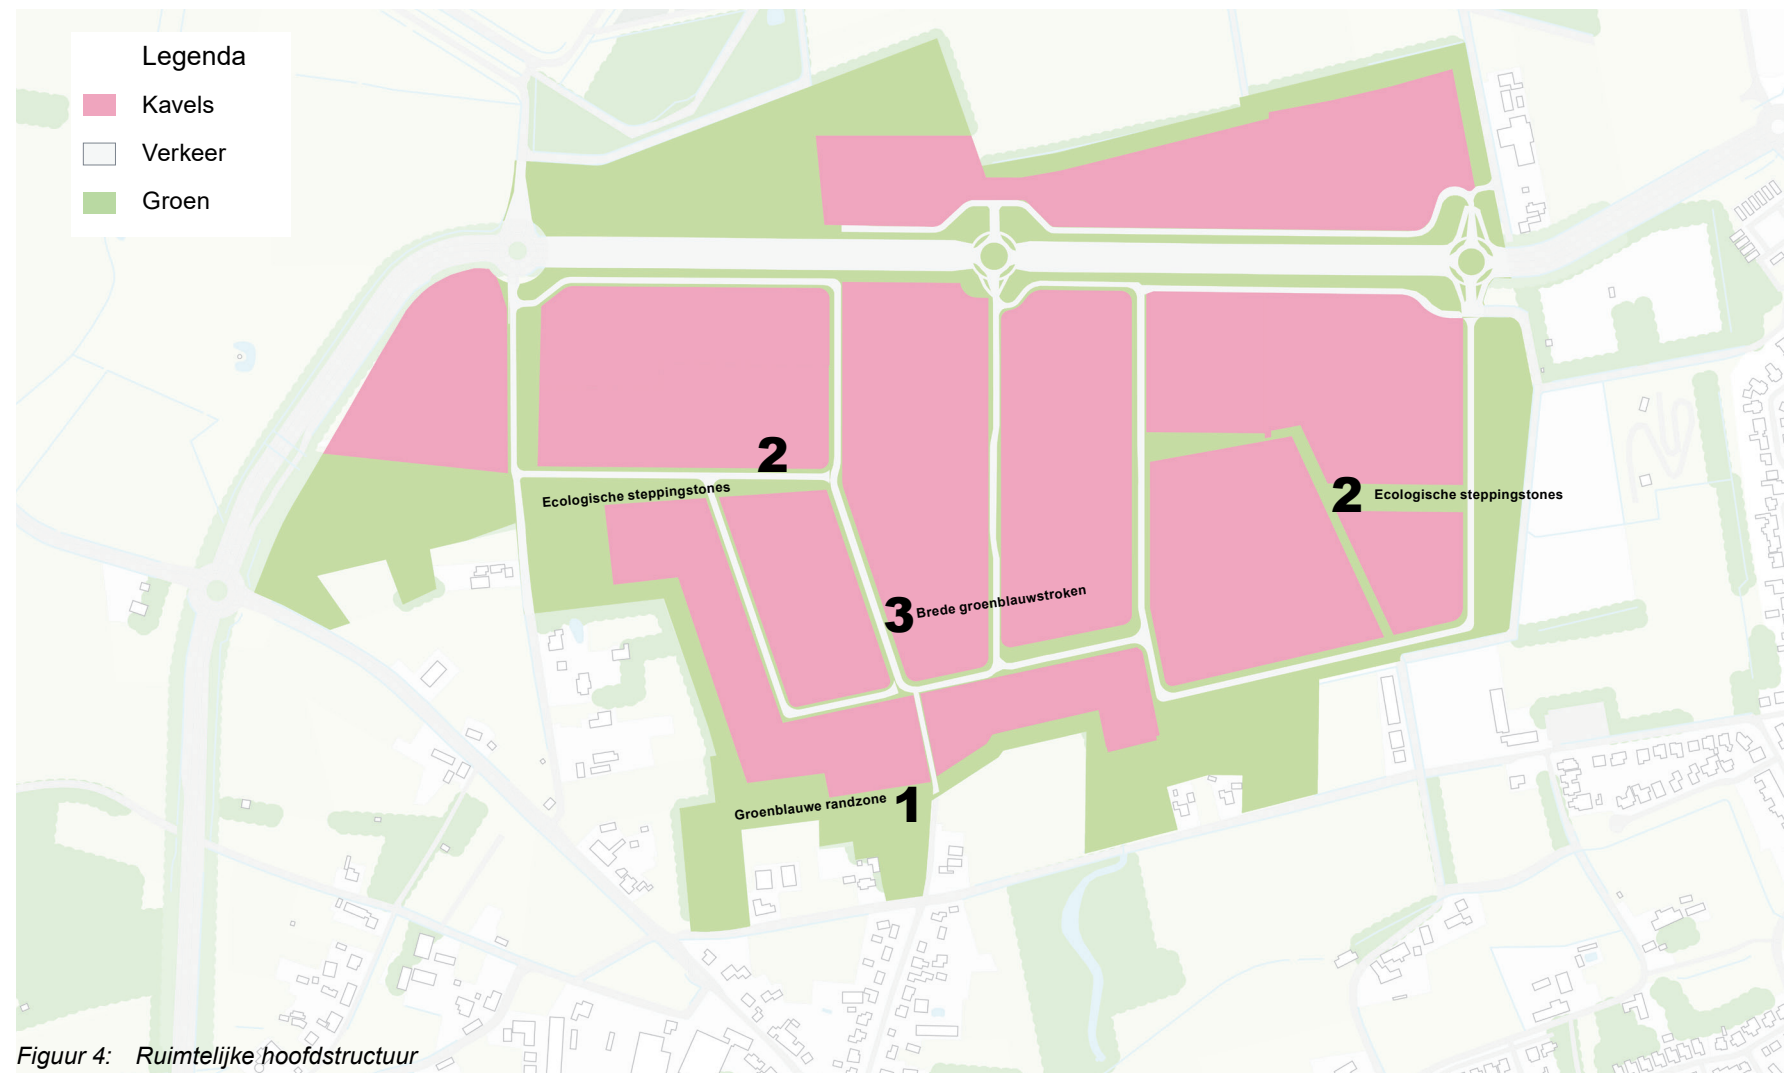 Legenda
Kavels
Verkeer
Groen
2
Ecologische steppingstones
2 Ecologische steppingstones
3 Brede groenblauwstroken
Groenblauwe randzone 1
Figuur 4: Ruimtelijke hoofdstructuur